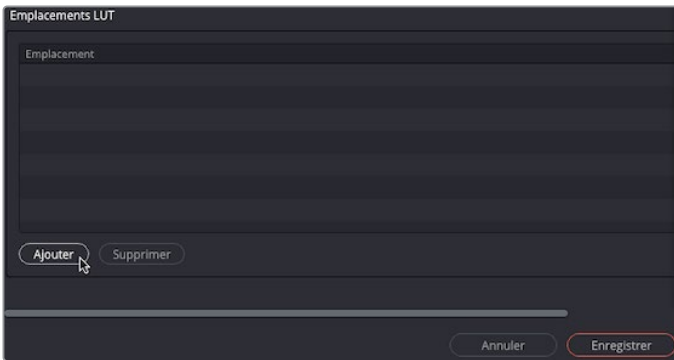 Emplacements LUT
Emplacement
Ajouter
Supprimer
Annuler
Enregistrer